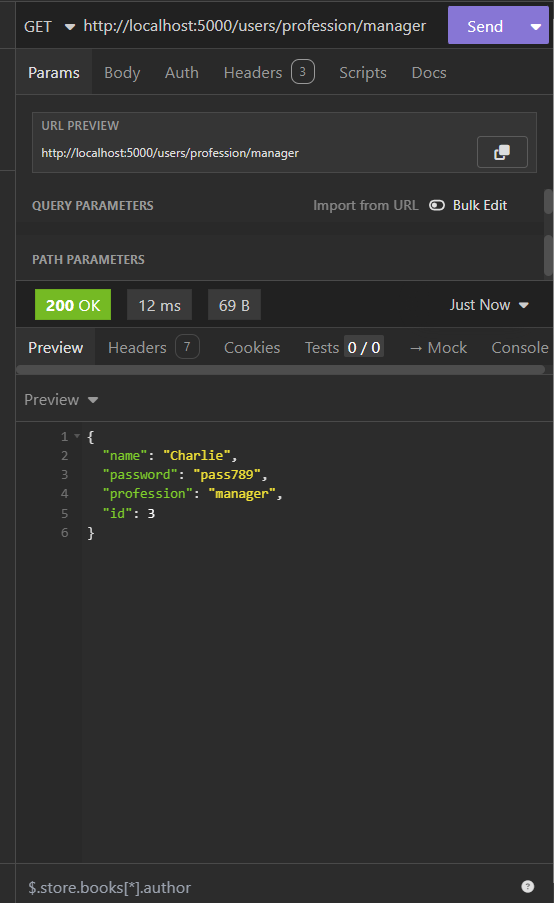 GET http://localhost:5000/users/profession/manager Send
Params Body Auth Headers 3 Scripts Docs
URL PREVIEW
http://localhost:5000/users/profession/manager
QUERY PARAMETERS Import from URL Bulk Edit
PATH PARAMETERS
200 OK 12 ms 69 B Just Now
Preview Headers 7 Cookies Tests 0 / 0 → Mock Console
Preview
1 {
2 "name": "Charlie",
3 "password": "pass789",
4 "profession": "manager",
5 "id": 3
6 }
$.store.books[*].author ?